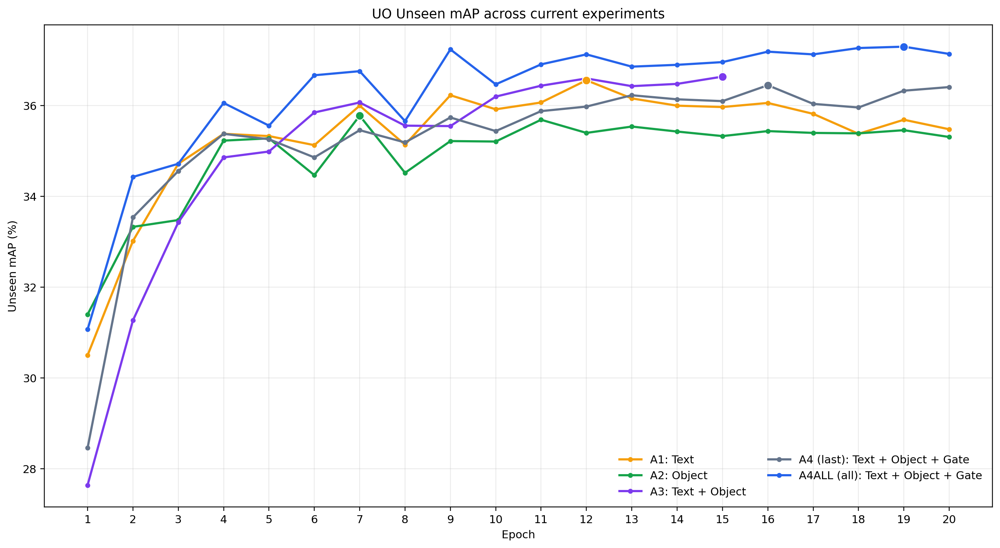 UO Unseen mAP across current experiments
Unseen mAP (%)
36
34
32
30
28
1 2 3 4 5 6 7 8 9 10 11 12 13 14 15 16 17 18 19 20
Epoch
A1: Text
A2: Object
A3: Text + Object
A4 (last): Text + Object + Gate
A4ALL (all): Text + Object + Gate